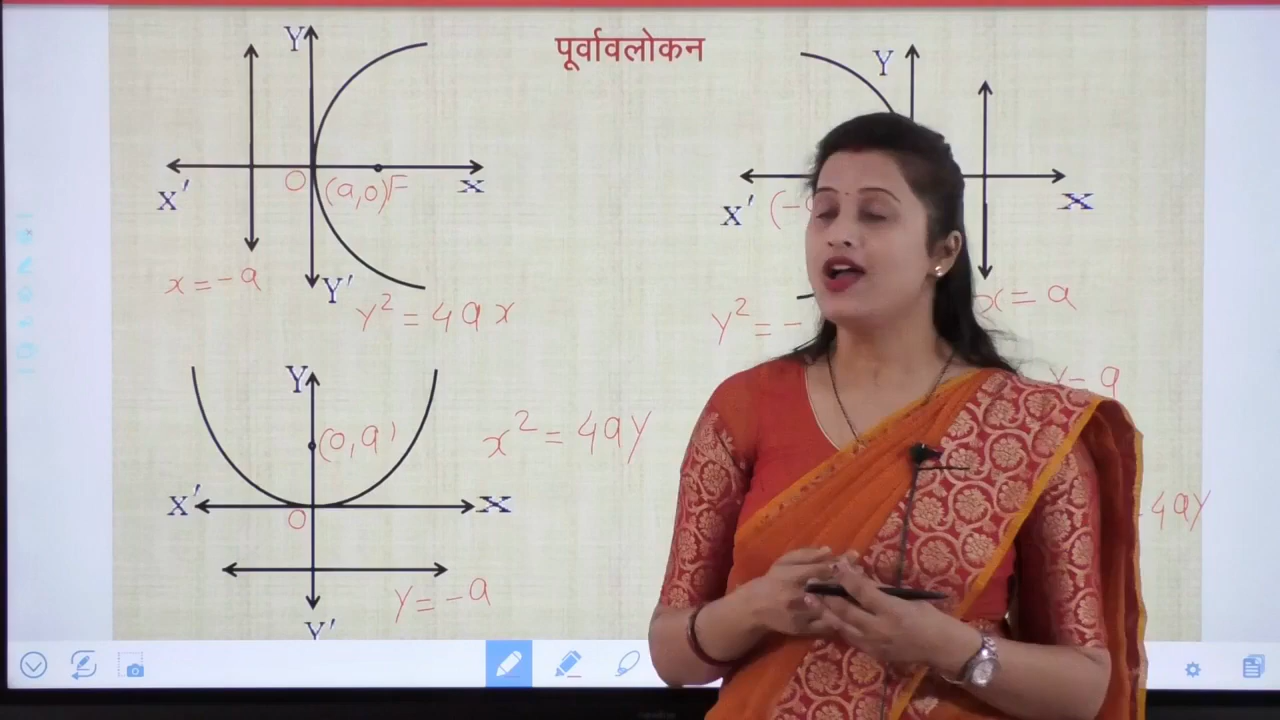 पूर्वावलोकन
Y
X'
O
(a,0)F
X
x = -a
Y'
Y² = 4ax
Y
X'
X
x = a
Y² = -
Y
(0,a)
x² = 4ay
X'
O
X
y = -a
Y'
y = a
4ay